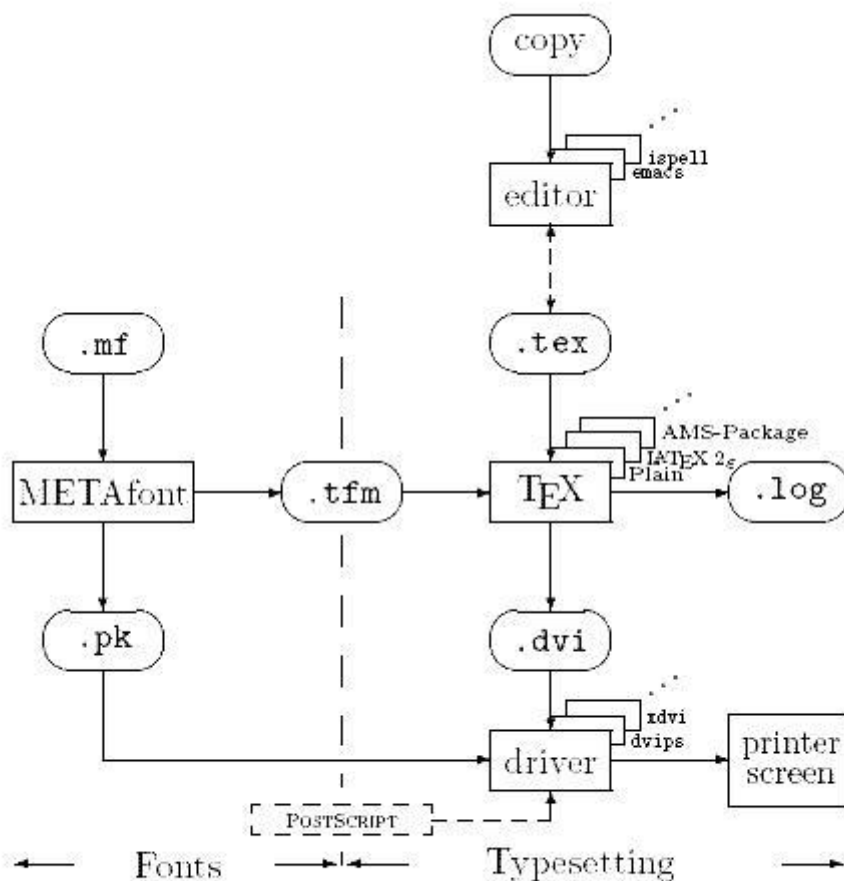 copy
ispell
emacs
editor
.mf
.tex
AMS-Package
LATEX 2ε
Plain
METAfont
.tfm
TEX
.log
.pk
.dvi
xdvi
dvips
driver
printer
screen
POSTSCRIPT
Fonts
Typesetting